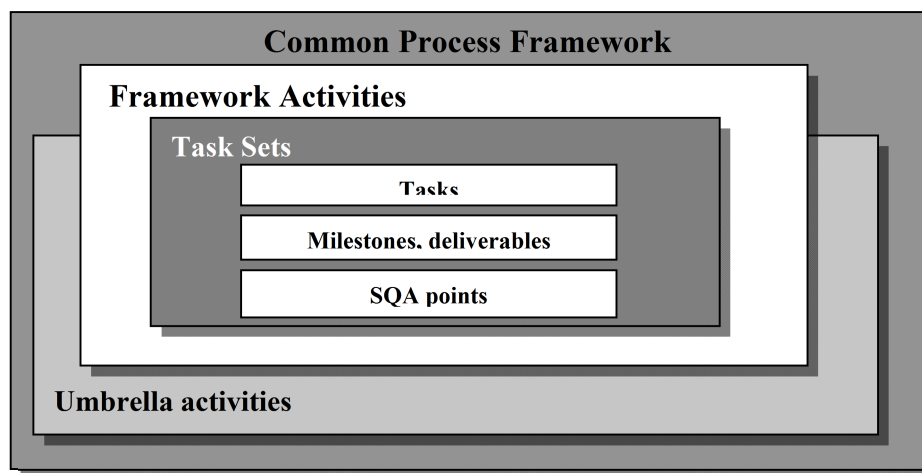 Common Process Framework
Framework Activities
Task Sets
Tasks
Milestones, deliverables
SQA points
Umbrella activities